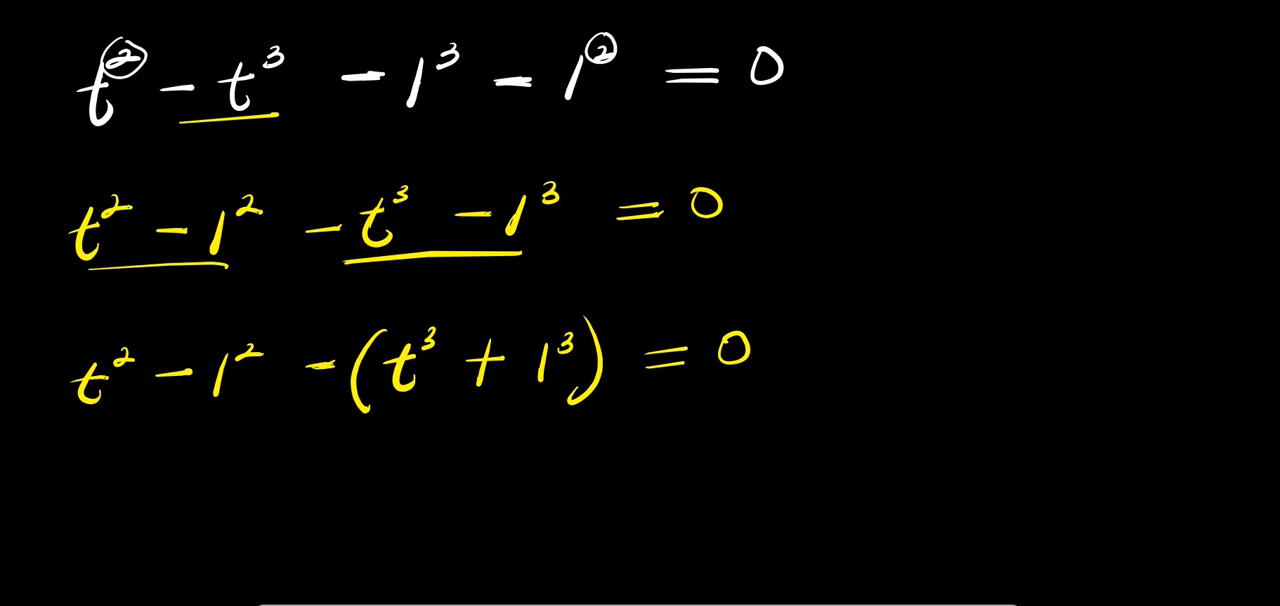 t² - t³ - 1³ - 1² = 0
t² - 1² - t³ - 1³ = 0
t² - 1² - (t³ + 1³) = 0